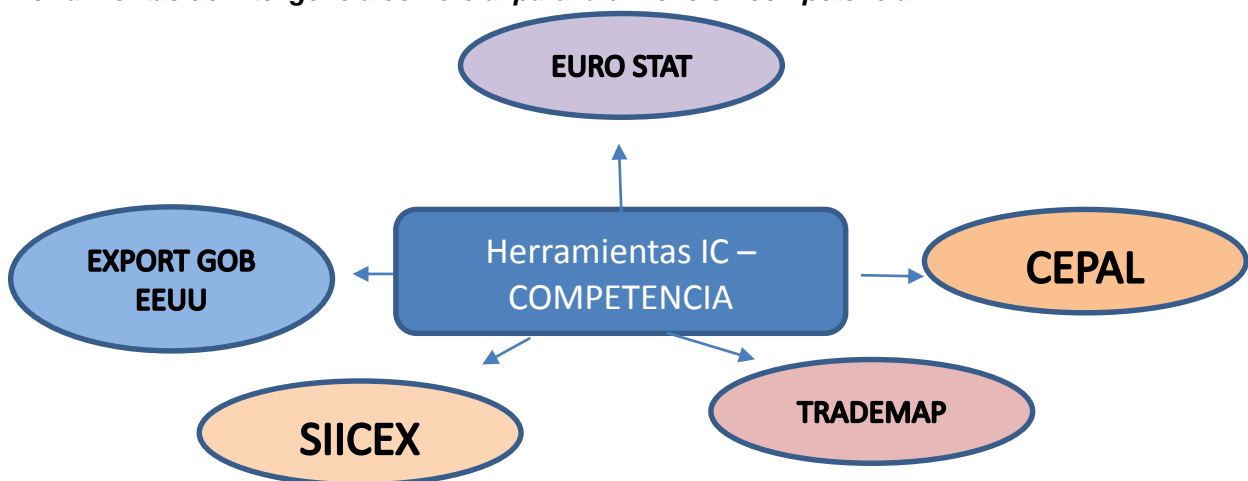 EURO STAT
Herramientas IC –
COMPETENCIA
EXPORT GOB
EEUU
CEPAL
SIICEX
TRADEMAP